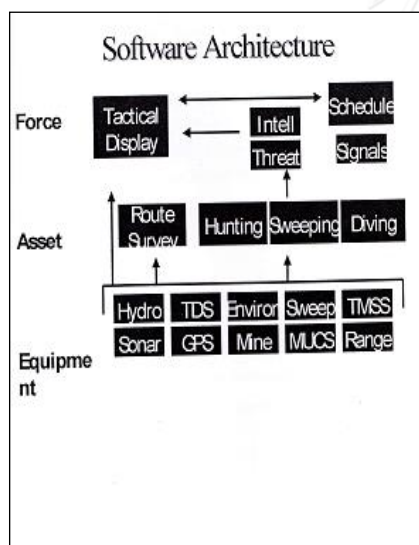 Software Architecture
Force
Tactical
Display
Intell
Threat
Schedule
Signals
Asset
Route
Survey
Hunting
Sweeping
Diving
Equipme
nt
Hydro
TDS
Environ
Sweep
TMSS
Sonar
GPS
Mine
MUCS
Range